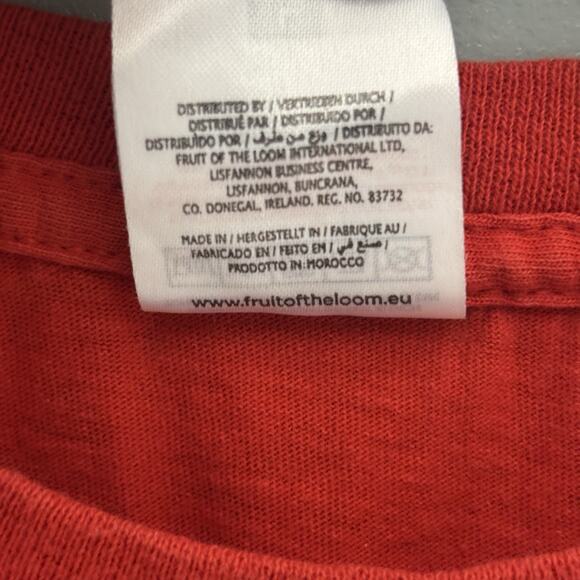 DISTRIBUTED BY / VERTRIEBEN DURCH /
DISTRIBUÉ PAR / DISTRIBUIDO POR /
DISTRIBUÍDO POR / وزع من طرف / DISTRIBUITO DA:
FRUIT OF THE LOOM INTERNATIONAL LTD,
LISFANNON BUSINESS CENTRE,
LISFANNON, BUNCRANA,
CO. DONEGAL, IRELAND. REG. NO. 83732
MADE IN / HERGESTELLT IN / FABRIQUE AU /
FABRICADO EN / FEITO EM / صنع في /
PRODOTTO IN: MOROCCO
www.fruitoftheloom.eu